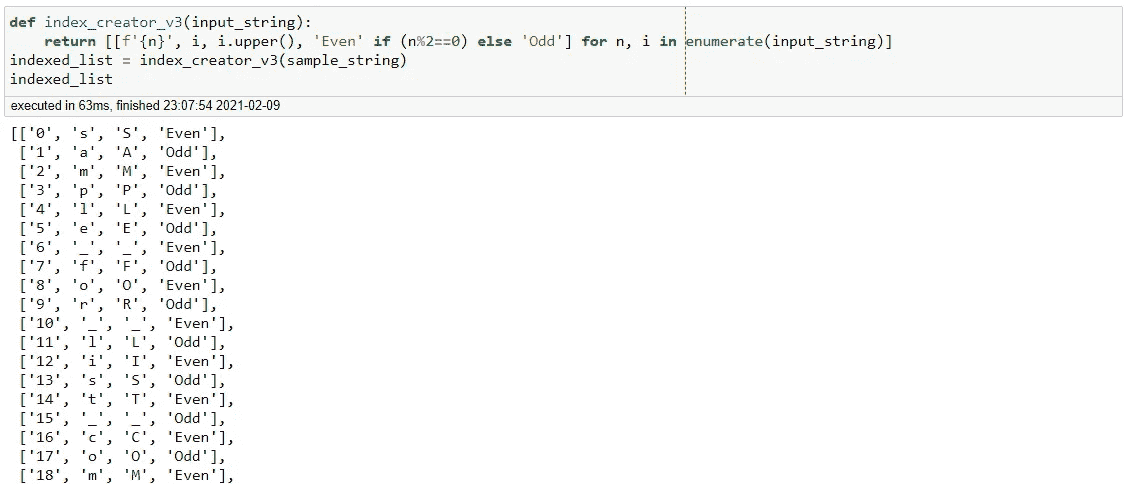 def index_creator_v3(input_string):
    return [[f'{n}', i, i.upper(), 'Even' if (n%2==0) else 'Odd'] for n, i in enumerate(input_string)]
indexed_list = index_creator_v3(sample_string)
indexed_list
executed in 63ms, finished 23:07:54 2021-02-09
[['0', 's', 'S', 'Even'],
 ['1', 'a', 'A', 'Odd'],
 ['2', 'm', 'M', 'Even'],
 ['3', 'p', 'P', 'Odd'],
 ['4', 'l', 'L', 'Even'],
 ['5', 'e', 'E', 'Odd'],
 ['6', '_', '_', 'Even'],
 ['7', 'f', 'F', 'Odd'],
 ['8', 'o', 'O', 'Even'],
 ['9', 'r', 'R', 'Odd'],
 ['10', '_', '_', 'Even'],
 ['11', 'l', 'L', 'Odd'],
 ['12', 'i', 'I', 'Even'],
 ['13', 's', 'S', 'Odd'],
 ['14', 't', 'T', 'Even'],
 ['15', '_', '_', 'Odd'],
 ['16', 'c', 'C', 'Even'],
 ['17', 'o', 'O', 'Odd'],
 ['18', 'm', 'M', 'Even'],